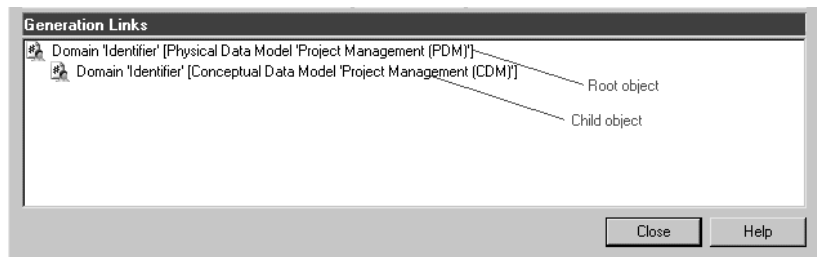 Generation Links
Domain 'Identifier' [Physical Data Model 'Project Management (PDM)']
Domain 'Identifier' [Conceptual Data Model 'Project Management (CDM)']
Root object
Child object
Close Help